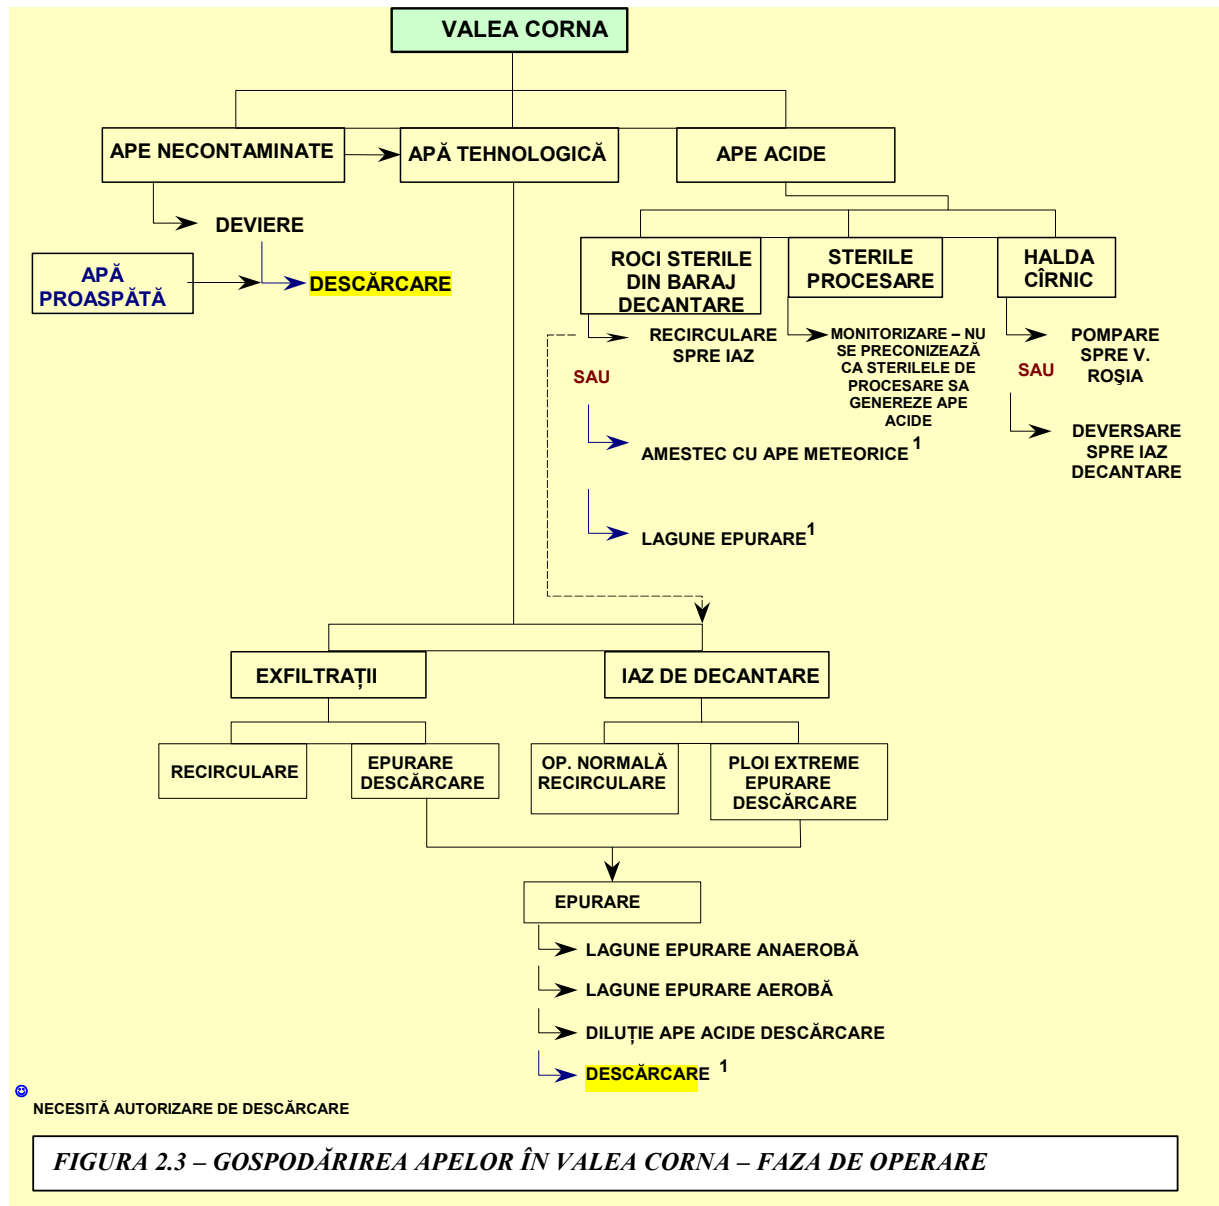 VALEA CORNA
APE NECONTAMINATE
APĂ TEHNOLOGICĂ
APE ACIDE
DEVIERE
APĂ
PROASPĂTĂ
DESCĂRCARE
ROCI STERILE
DIN BARAJ
DECANTARE
STERILE
PROCESARE
HALDA
CÎRNIC
RECIRCULARE
SPRE IAZ
SAU
AMESTEC CU APE METEORICE 1
LAGUNE EPURARE1
MONITORIZARE – NU
SE PRECONIZEAZĂ
CA STERILELE DE
PROCESARE SA
GENEREZE APE
ACIDE
POMPARE
SPRE V.
ROŞIA
SAU
DEVERSARE
SPRE IAZ
DECANTARE
EXFILTRAȚII
IAZ DE DECANTARE
RECIRCULARE
EPURARE
DESCĂRCARE
OP. NORMALĂ
RECIRCULARE
PLOI EXTREME
EPURARE
DESCĂRCARE
EPURARE
LAGUNE EPURARE ANAEROBĂ
LAGUNE EPURARE AEROBĂ
DILUȚIE APE ACIDE DESCĂRCARE
DESCĂRCARE 1
NECESITĂ AUTORIZARE DE DESCĂRCARE
FIGURA 2.3 – GOSPODĂRIREA APELOR ÎN VALEA CORNA – FAZA DE OPERARE